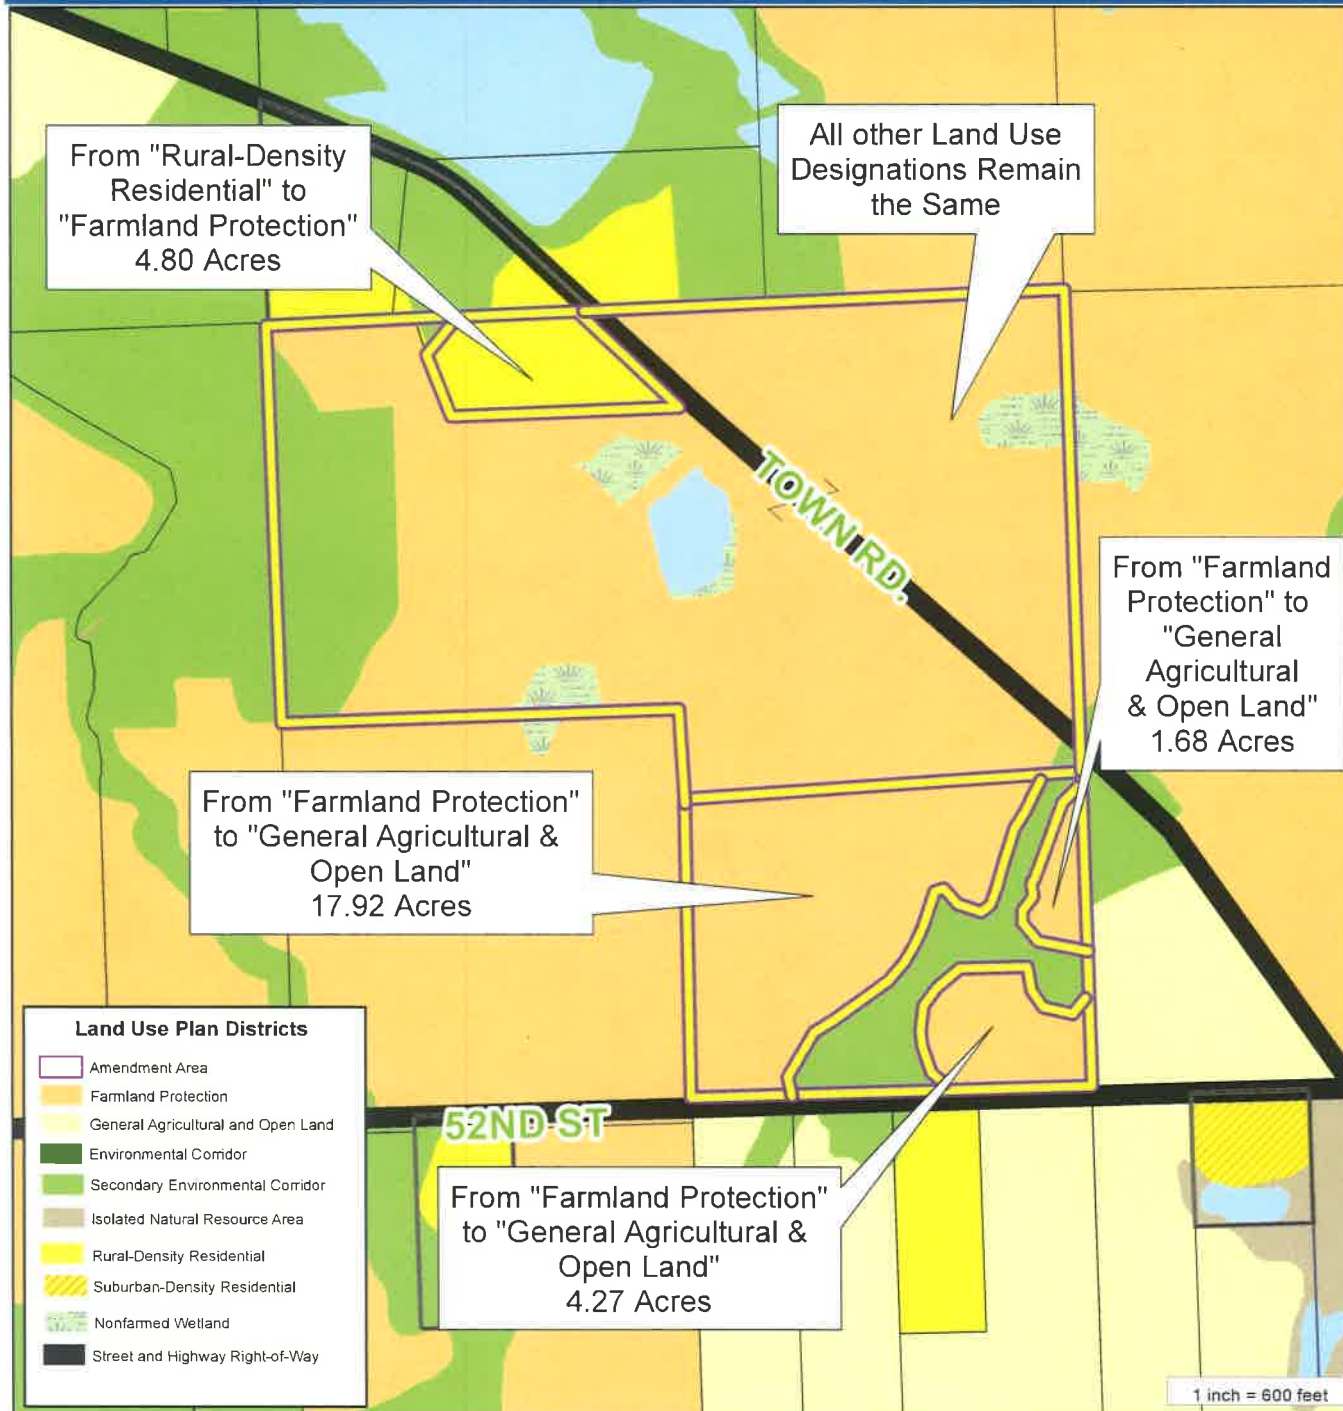 From "Rural-Density
Residential" to
"Farmland Protection"
4.80 Acres
All other Land Use
Designations Remain
the Same
TOWN RD.
From "Farmland
Protection" to
"General
Agricultural
& Open Land"
1.68 Acres
From "Farmland Protection"
to "General Agricultural &
Open Land"
17.92 Acres
Land Use Plan Districts
Amendment Area
Farmland Protection
General Agricultural and Open Land
Environmental Corridor
Secondary Environmental Corridor
Isolated Natural Resource Area
Rural-Density Residential
Suburban-Density Residential
Nonfarmed Wetland
Street and Highway Right-of-Way
52ND ST
From "Farmland Protection"
to "General Agricultural &
Open Land"
4.27 Acres
1 inch = 600 feet